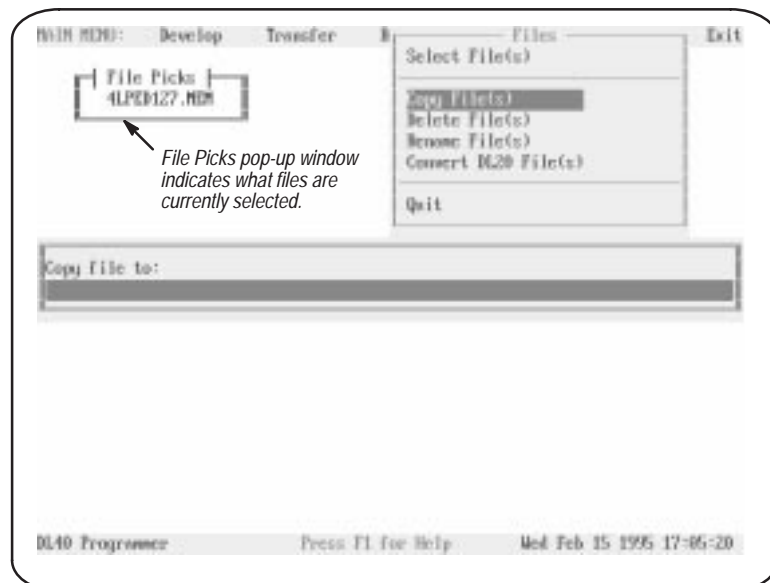 MAIN MENU: Develop Transfer Files Exit
Select File(s)
File Picks
4LPED127.MEM
Copy File(s)
Delete File(s)
Rename File(s)
Convert DL20 File(s)
File Picks pop-up window
indicates what files are
currently selected.
Quit
Copy file to:
DL40 Programmer Press F1 for Help Wed Feb 15 1995 17:05:20